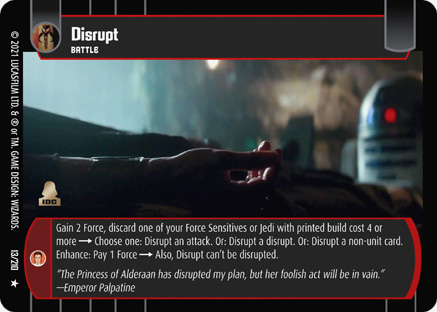 Disrupt
BATTLE
© 2021 LUCASFILM LTD. & ® or TM. GAME DESIGN: WIZARDS.
13/210
IDC
Gain 2 Force, discard one of your Force Sensitives or Jedi with printed build cost 4 or
more → Choose one: Disrupt an attack. Or: Disrupt a disrupt. Or: Disrupt a non-unit card.
Enhance: Pay 1 Force → Also, Disrupt can't be disrupted.
"The Princess of Alderaan has disrupted my plan, but her foolish act will be in vain."
—Emperor Palpatine